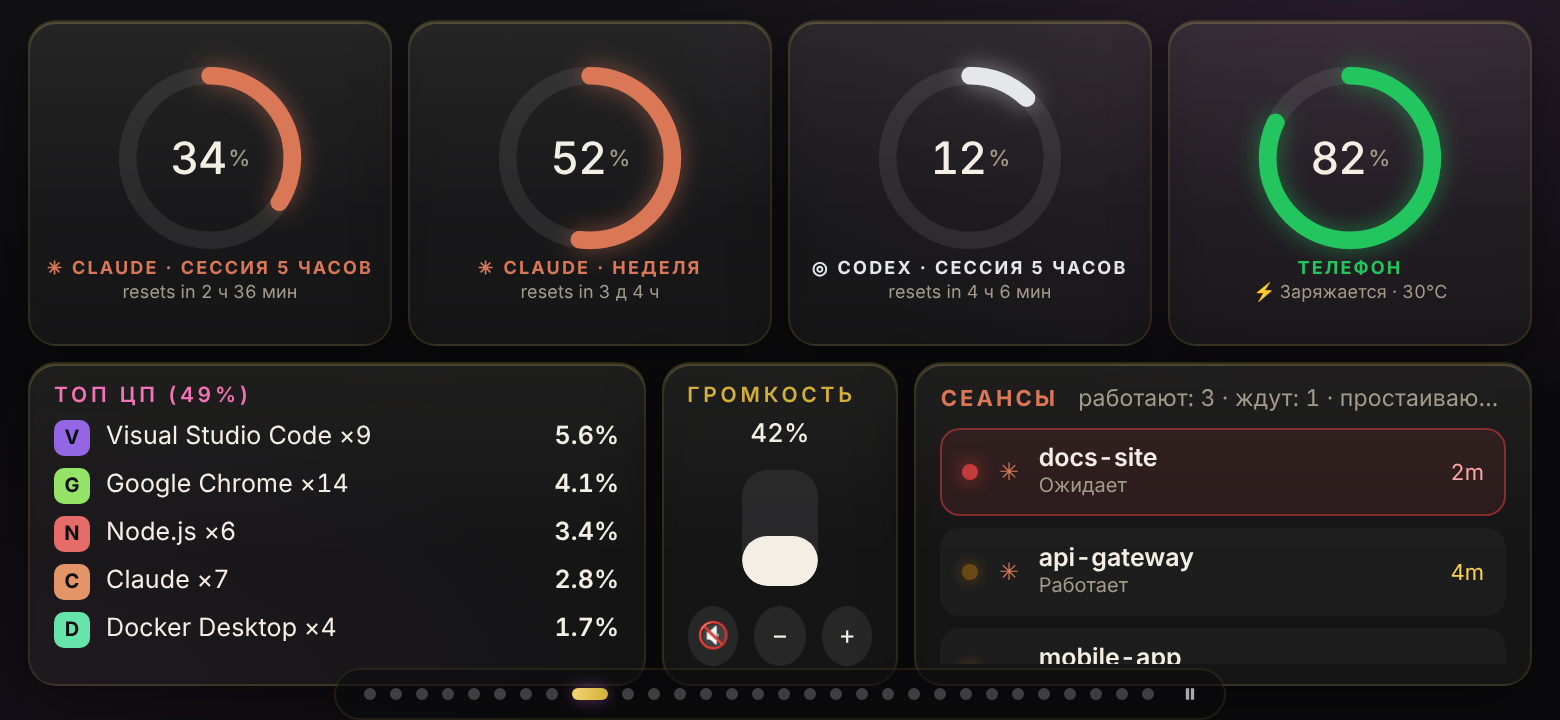 34%
✳ CLAUDE · СЕССИЯ 5 ЧАСОВ
resets in 2 ч 36 мин
52%
✳ CLAUDE · НЕДЕЛЯ
resets in 3 д 4 ч
12%
◎ CODEX · СЕССИЯ 5 ЧАСОВ
resets in 4 ч 6 мин
82%
ТЕЛЕФОН
⚡ Заряжается · 30°C
ТОП ЦП (49%)
V Visual Studio Code ×9 5.6%
G Google Chrome ×14 4.1%
N Node.js ×6 3.4%
C Claude ×7 2.8%
D Docker Desktop ×4 1.7%
ГРОМКОСТЬ
42%
− +
СЕАНСЫ работают: 3 · ждут: 1 · простаиваю…
✳ docs-site 2m
Ожидает
✳ api-gateway 4m
Работает
mobile-app